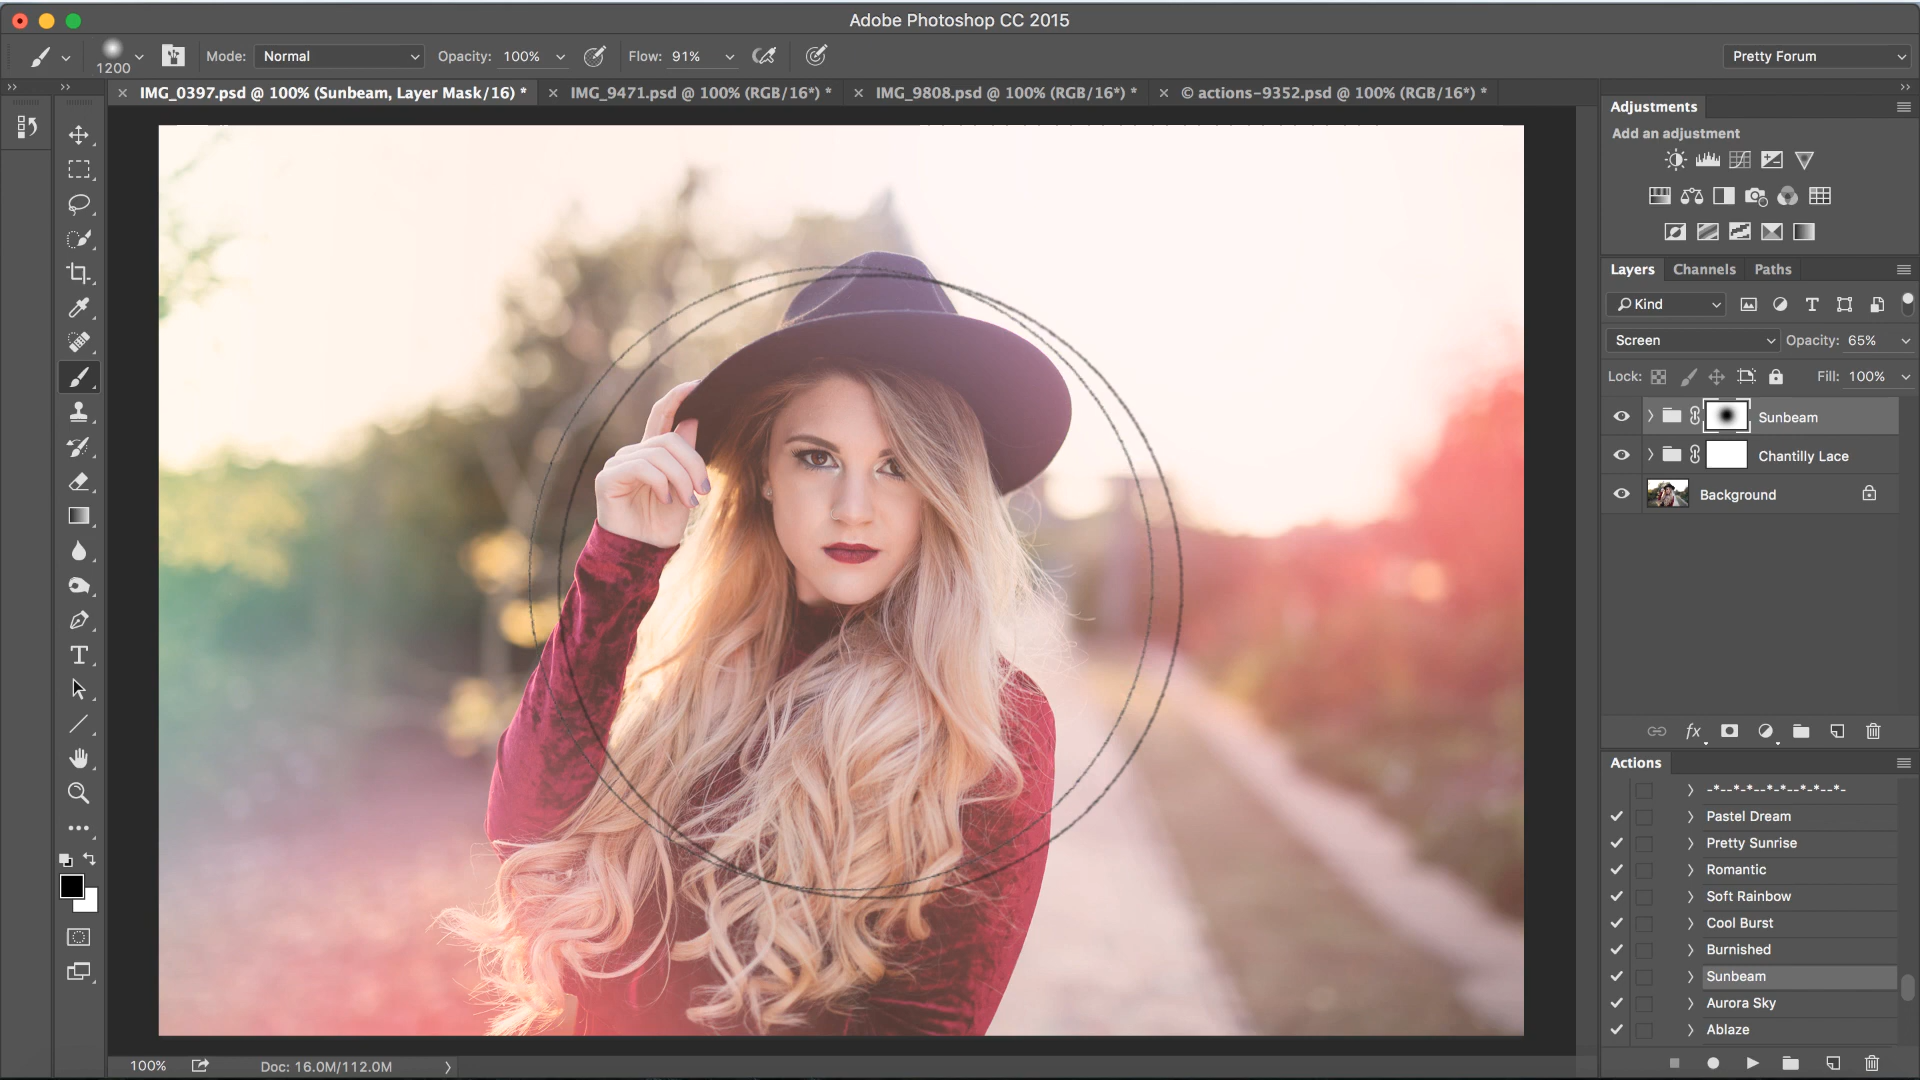 Adobe Photoshop CC 2015
1200
Mode: Normal Opacity: 100% Flow: 91% Pretty Forum
IMG_0397.psd @ 100% (Sunbeam, Layer Mask/16) * IMG_9471.psd @ 100% (RGB/16*) * IMG_9808.psd @ 100% (RGB/16*) * © actions-9352.psd @ 100% (RGB/16*) *
Adjustments
Add an adjustment
Layers Channels Paths
Kind
Screen Opacity: 65%
Lock: Fill: 100%
Sunbeam
Chantilly Lace
Background
fx
Actions
-*--*-*--*-*--*-*--*-
Pastel Dream
Pretty Sunrise
Romantic
Soft Rainbow
Cool Burst
Burnished
Sunbeam
Aurora Sky
Ablaze
100% Doc: 16.0M/112.0M